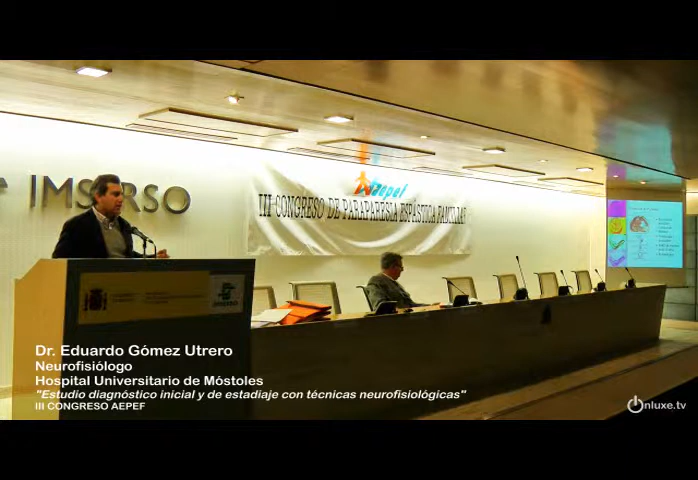 IMSERSO
aepef
III CONGRESO DE PARAPARESIA ESPÁSTICA FAMILIAR
IMSERSO
Dr. Eduardo Gómez Utrero
Neurofisiólogo
Hospital Universitario de Móstoles
"Estudio diagnóstico inicial y de estadiaje con técnicas neurofisiológicas"
III CONGRESO AEPEF
onluxe.tv